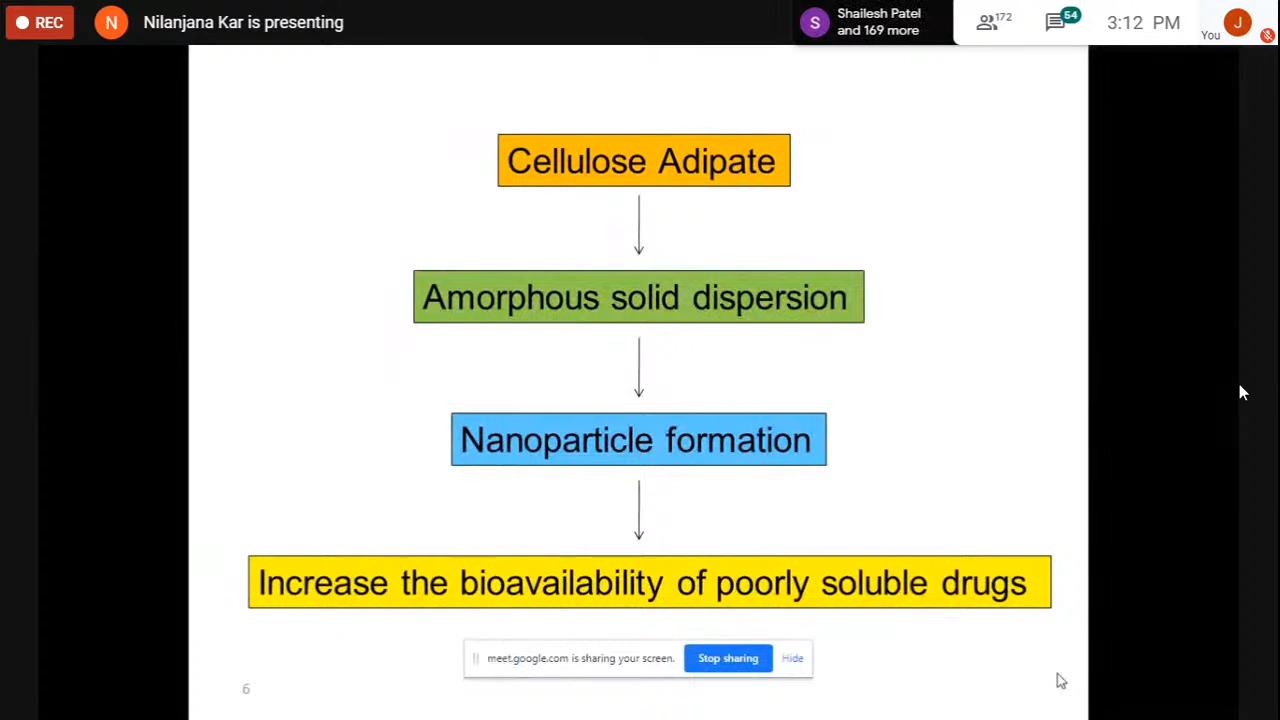 REC
N
Nilanjana Kar is presenting
S
Shailesh Patel
and 169 more
172
54
3:12 PM
You
J
Cellulose Adipate
Amorphous solid dispersion
Nanoparticle formation
Increase the bioavailability of poorly soluble drugs
meet.google.com is sharing your screen.
Stop sharing
Hide
6